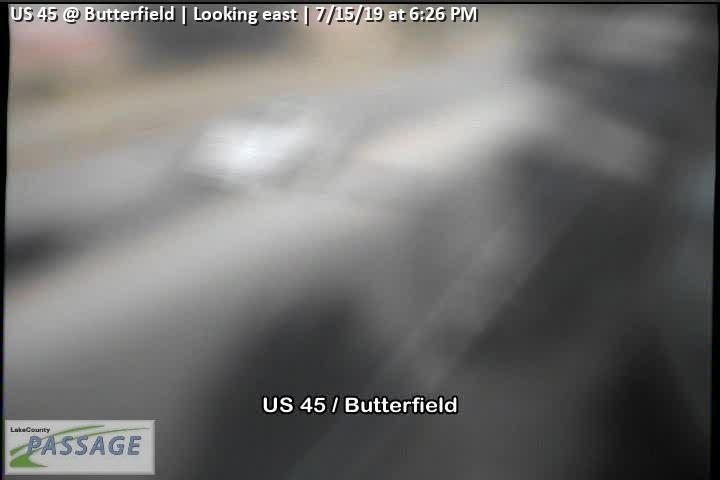 US 45 @ Butterfield | Looking east | 7/15/19 at 6:26 PM
US 45 / Butterfield
LakeCounty
PASSAGE